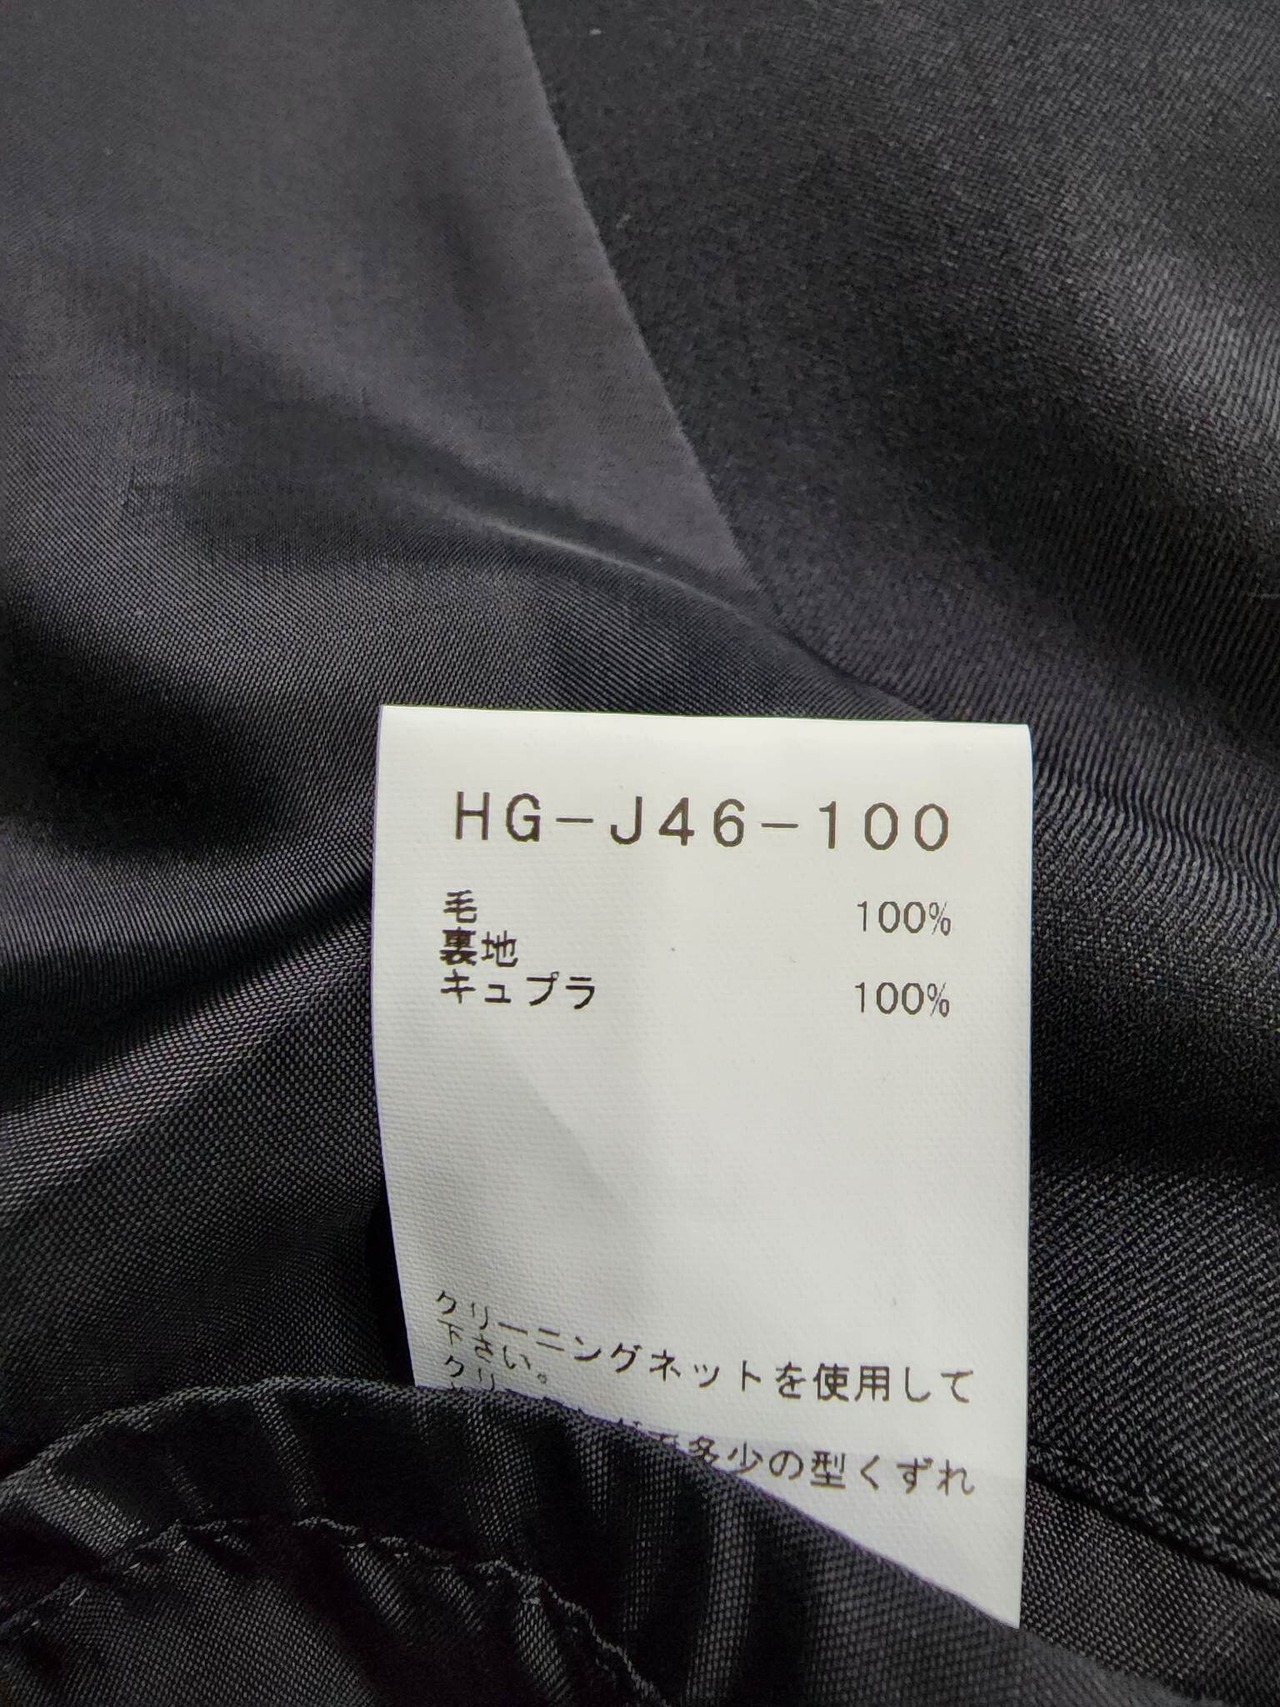 HG-J46-100
毛 100%
裏地
キュプラ 100%
クリーニングネットを使用して
下さい。
多少の型くずれ